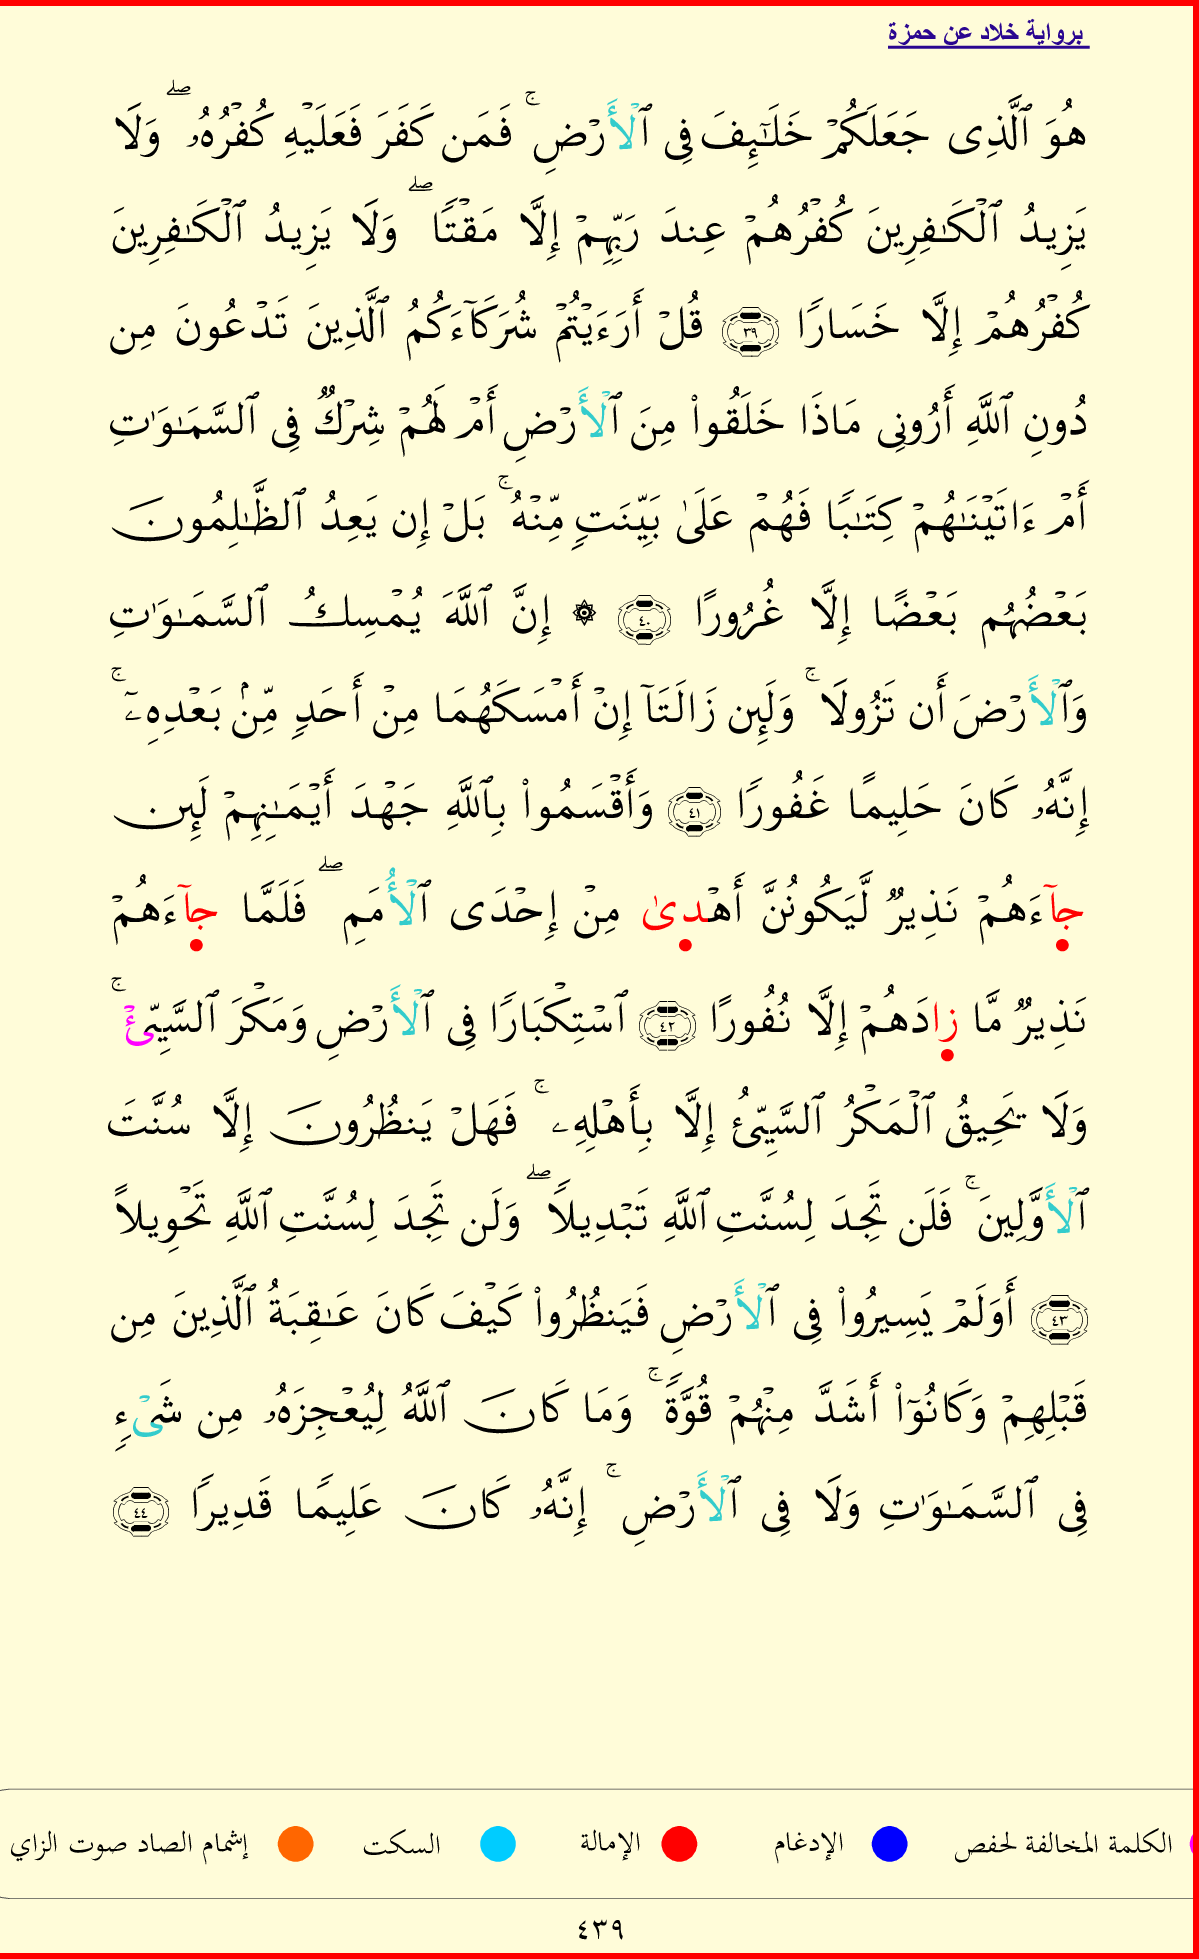 برواية خلاد عن حمزة
هُوَ ٱلَّذِى جَعَلَكُمْ خَلَـٰٓئِفَ فِى ٱلْأَرْضِ ۚ فَمَن كَفَرَ فَعَلَيْهِ كُفْرُهُۥ ۖ وَلَا
يَزِيدُ ٱلْكَـٰفِرِينَ كُفْرُهُمْ عِندَ رَبِّهِمْ إِلَّا مَقْتًا ۖ وَلَا يَزِيدُ ٱلْكَـٰفِرِينَ
كُفْرُهُمْ إِلَّا خَسَارًا ٣٩ قُلْ أَرَءَيْتُمْ شُرَكَآءَكُمُ ٱلَّذِينَ تَدْعُونَ مِن
دُونِ ٱللَّهِ أَرُونِى مَاذَا خَلَقُوا۟ مِنَ ٱلْأَرْضِ أَمْ لَهُمْ شِرْكٌ فِى ٱلسَّمَـٰوَٰتِ
أَمْ ءَاتَيْنَـٰهُمْ كِتَـٰبًا فَهُمْ عَلَىٰ بَيِّنَتٍ مِّنْهُ ۚ بَلْ إِن يَعِدُ ٱلظَّـٰلِمُونَ
بَعْضُهُم بَعْضًا إِلَّا غُرُورًا ٤٠ ۞ إِنَّ ٱللَّهَ يُمْسِكُ ٱلسَّمَـٰوَٰتِ
وَٱلْأَرْضَ أَن تَزُولَا ۚ وَلَئِن زَالَتَآ إِنْ أَمْسَكَهُمَا مِنْ أَحَدٍ مِّنۢ بَعْدِهِۦٓ ۚ
إِنَّهُۥ كَانَ حَلِيمًا غَفُورًا ٤١ وَأَقْسَمُوا۟ بِٱللَّهِ جَهْدَ أَيْمَـٰنِهِمْ لَئِن
جَآءَهُمْ نَذِيرٌ لَّيَكُونُنَّ أَهْدىٰ مِنْ إِحْدَى ٱلْأُمَمِ ۖ فَلَمَّا جَآءَهُمْ
نَذِيرٌ مَّا زادَهُمْ إِلَّا نُفُورًا ٤٢ ٱسْتِكْبَارًا فِى ٱلْأَرْضِ وَمَكْرَ ٱلسَّيِّئْ ۚ
وَلَا يَحِيقُ ٱلْمَكْرُ ٱلسَّيِّئُ إِلَّا بِأَهْلِهِۦ ۚ فَهَلْ يَنظُرُونَ إِلَّا سُنَّتَ
ٱلْأَوَّلِينَ ۚ فَلَن تَجِدَ لِسُنَّتِ ٱللَّهِ تَبْدِيلًا ۖ وَلَن تَجِدَ لِسُنَّتِ ٱللَّهِ تَحْوِيلًا
٤٣ أَوَلَمْ يَسِيرُوا۟ فِى ٱلْأَرْضِ فَيَنظُرُوا۟ كَيْفَ كَانَ عَـٰقِبَةُ ٱلَّذِينَ مِن
قَبْلِهِمْ وَكَانُوٓا۟ أَشَدَّ مِنْهُمْ قُوَّةً ۚ وَمَا كَانَ ٱللَّهُ لِيُعْجِزَهُۥ مِن شَىْءٍ
فِى ٱلسَّمَـٰوَٰتِ وَلَا فِى ٱلْأَرْضِ ۚ إِنَّهُۥ كَانَ عَلِيمًا قَدِيرًا ٤٤
الكلمة المخالفة لحفص الإدغام الإمالة السكت إشمام الصاد صوت الزاي
٤٣٩